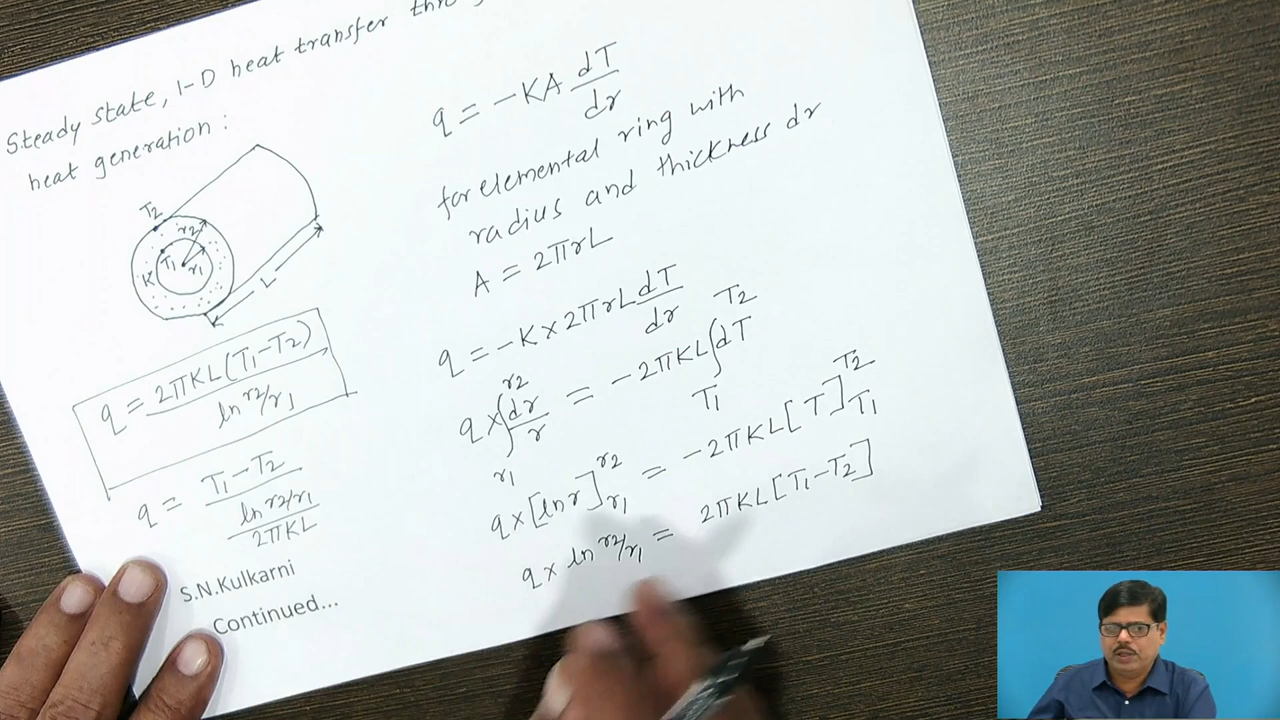 Steady state, 1-D heat transfer
heat generation :
T2
r2
T1
r1
K
L
q = 2πKL(T1-T2) / ln r2/r1
q = T1-T2 / (ln r2/r1 / 2πKL)
S.N.Kulkarni
Continued...
q = -KA dT/dr
for elemental ring with
radius and thickness dr
A = 2πrL
q = -K × 2πrL dT/dr
q × ∫r1^r2 dr/r = -2πKL ∫T1^T2 dT
q × [ln r]r1^r2 = -2πKL [T]T1^T2
q × ln r2/r1 = 2πKL [T1-T2]